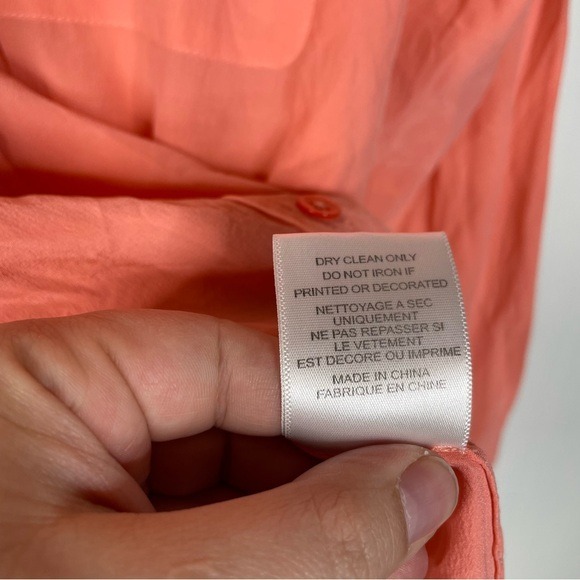 DRY CLEAN ONLY
DO NOT IRON IF
PRINTED OR DECORATED
NETTOYAGE A SEC
UNIQUEMENT
NE PAS REPASSER SI
LE VETEMENT
EST DECORE OU IMPRIME
MADE IN CHINA
FABRIQUE EN CHINE